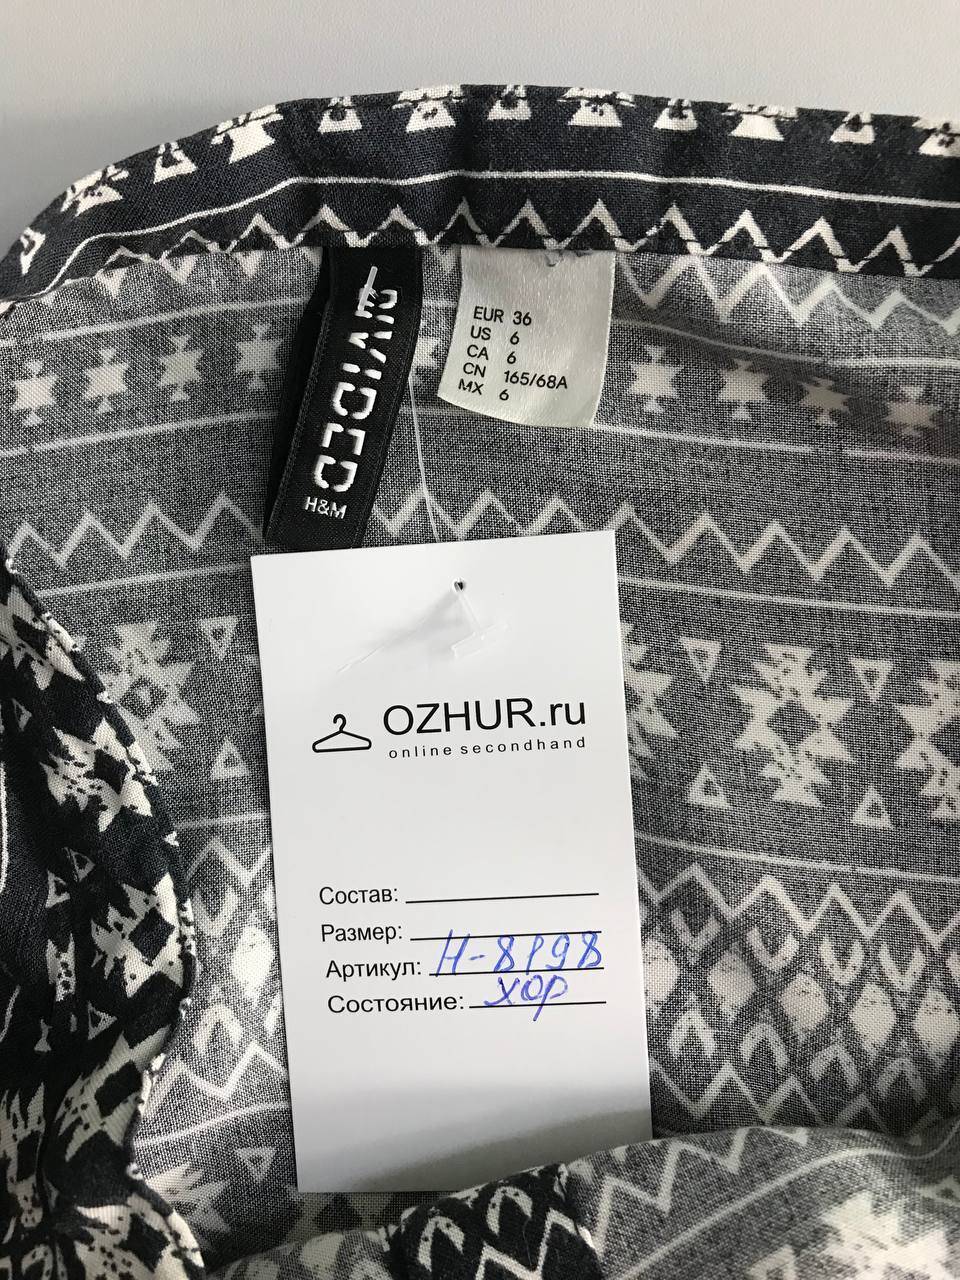 DIVIDED
H&M
EUR 36
US 6
CA 6
CN 165/68A
MX 6
OZHUR.ru
online secondhand
Состав:
Размер:
Артикул: Н-8198
Состояние: хор